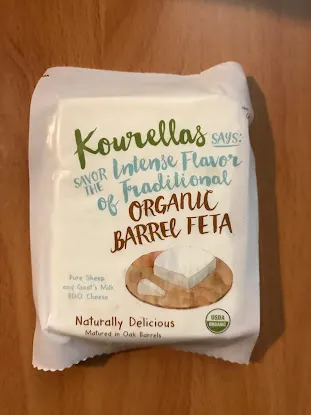 Kourellas SAYS:
SAVOR THE Intense Flavor
of Traditional
ORGANIC
BARREL FETA
Pure Sheep
and Goat's Milk
P.D.O. Cheese
Naturally Delicious
Matured in Oak Barrels
USDA
ORGANIC